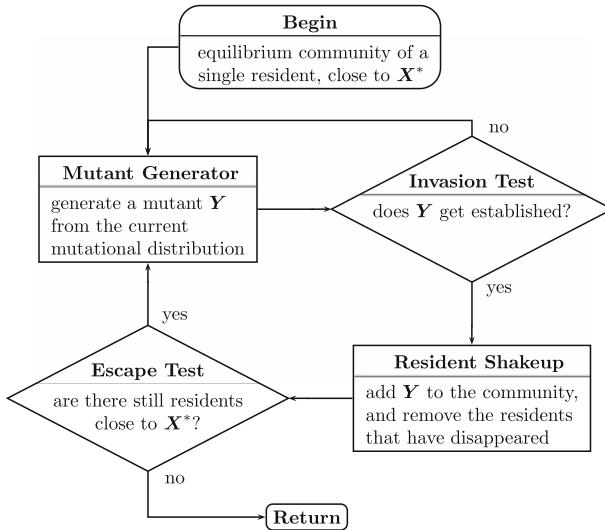 Begin
equilibrium community of a
single resident, close to X*
no
Mutant Generator
generate a mutant Y
from the current
mutational distribution
Invasion Test
does Y get established?
yes
yes
Resident Shakeup
add Y to the community,
and remove the residents
that have disappeared
Escape Test
are there still residents
close to X*?
no
Return